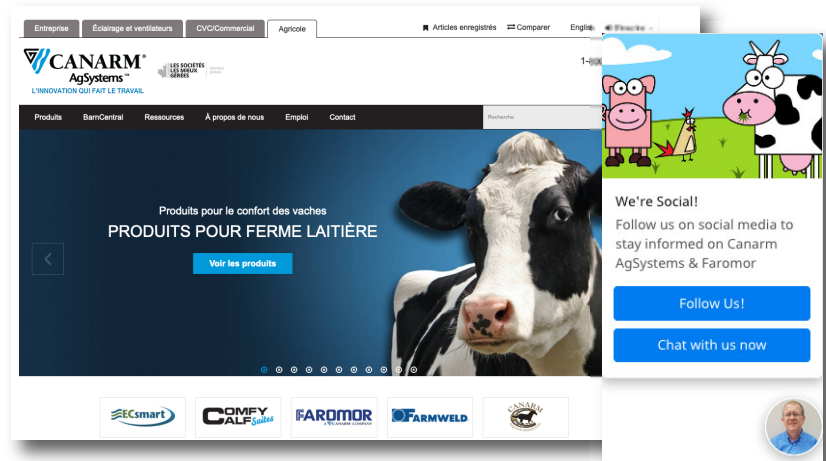 Entreprise Éclairage et ventilateurs CVC/Commercial Agricole Articles enregistrés Comparer English
CANARM®
AgSystems™
L'INNOVATION QUI FAIT LE TRAVAIL
LES SOCIÉTÉS
LES MIEUX
GÉRÉES
Produits BarnCentral Ressources À propos de nous Emploi Contact Recherche
Produits pour le confort des vaches
PRODUITS POUR FERME LAITIÈRE
Voir les produits
ECsmart
COMFY
CALF Suites
FAROMOR
A CANARM COMPANY
FARMWELD
CANARM
We're Social!
Follow us on social media to
stay informed on Canarm
AgSystems & Faromor
Follow Us!
Chat with us now